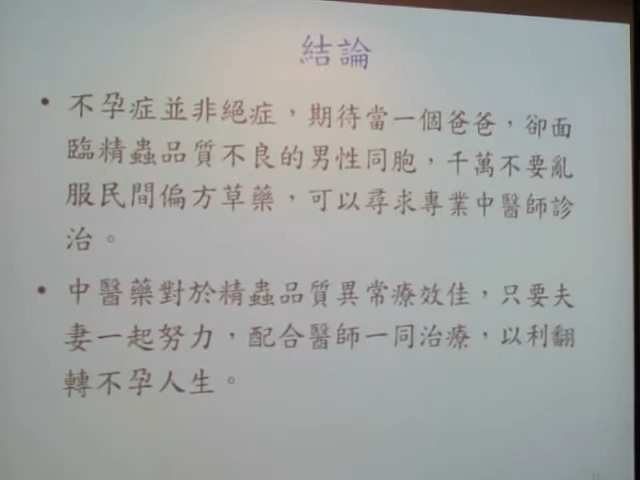 結論
• 不孕症並非絕症，期待當一個爸爸，卻面
臨精蟲品質不良的男性同胞，千萬不要亂
服民間偏方草藥，可以尋求專業中醫師診
治。
• 中醫藥對於精蟲品質異常療效佳，只要夫
妻一起努力，配合醫師一同治療，以利翻
轉不孕人生。